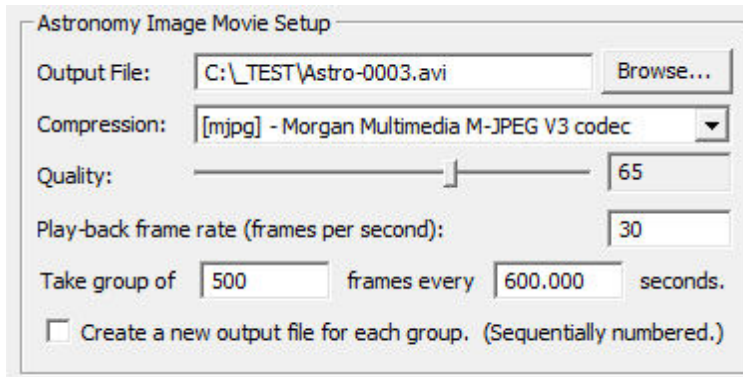 Astronomy Image Movie Setup
Output File: C:\_TEST\Astro-0003.avi Browse...
Compression: [mjpg] - Morgan Multimedia M-JPEG V3 codec
Quality: 65
Play-back frame rate (frames per second): 30
Take group of 500 frames every 600.000 seconds.
Create a new output file for each group. (Sequentially numbered.)